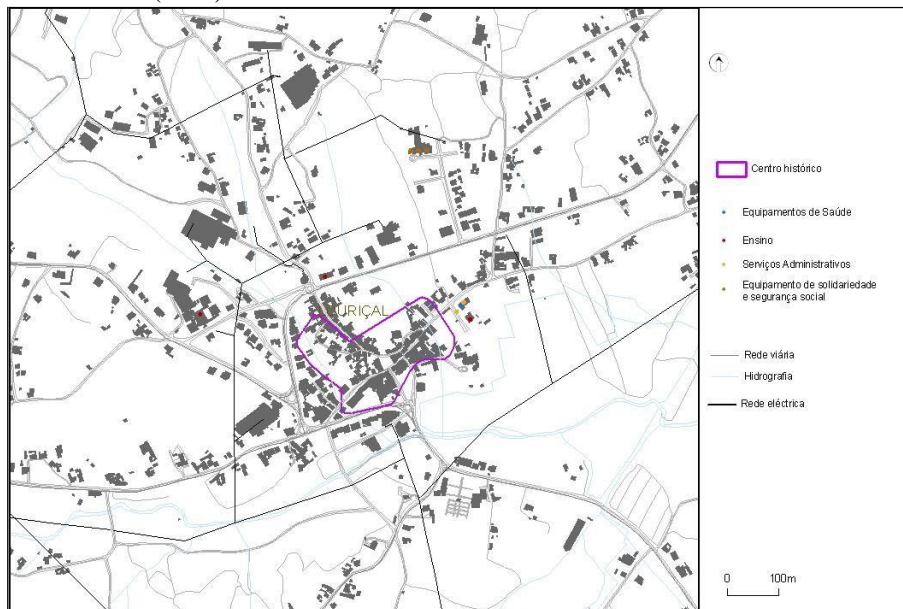 URIÇAL
Centro histórico
Equipamentos de Saúde
Ensino
Serviços Administrativos
Equipamento de solidariedade
e segurança social
Rede viária
Hidrografia
Rede eléctrica
0 100m